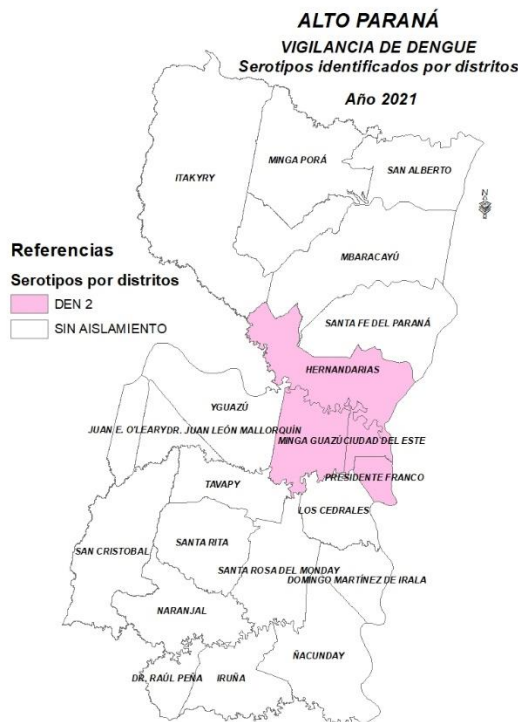 ALTO PARANÁ
VIGILANCIA DE DENGUE
Serotipos identificados por distritos
Año 2021
MINGA PORÁ
SAN ALBERTO
ITAKYRY
N
MBARACAYÚ
Referencias
Serotipos por distritos
DEN 2
SIN AISLAMIENTO
SANTA FE DEL PARANÁ
HERNANDARIAS
YGUAZÚ
JUAN E. O'LEARY
DR. JUAN LEÓN MALLORQUÍN
MINGA GUAZÚ
CIUDAD DEL ESTE
PRESIDENTE FRANCO
TAVAPY
LOS CEDRALES
SANTA RITA
SAN CRISTOBAL
SANTA ROSA DEL MONDAY
DOMINGO MARTÍNEZ DE IRALA
NARANJAL
ÑACUNDAY
DR. RAÚL PEÑA
IRUÑA